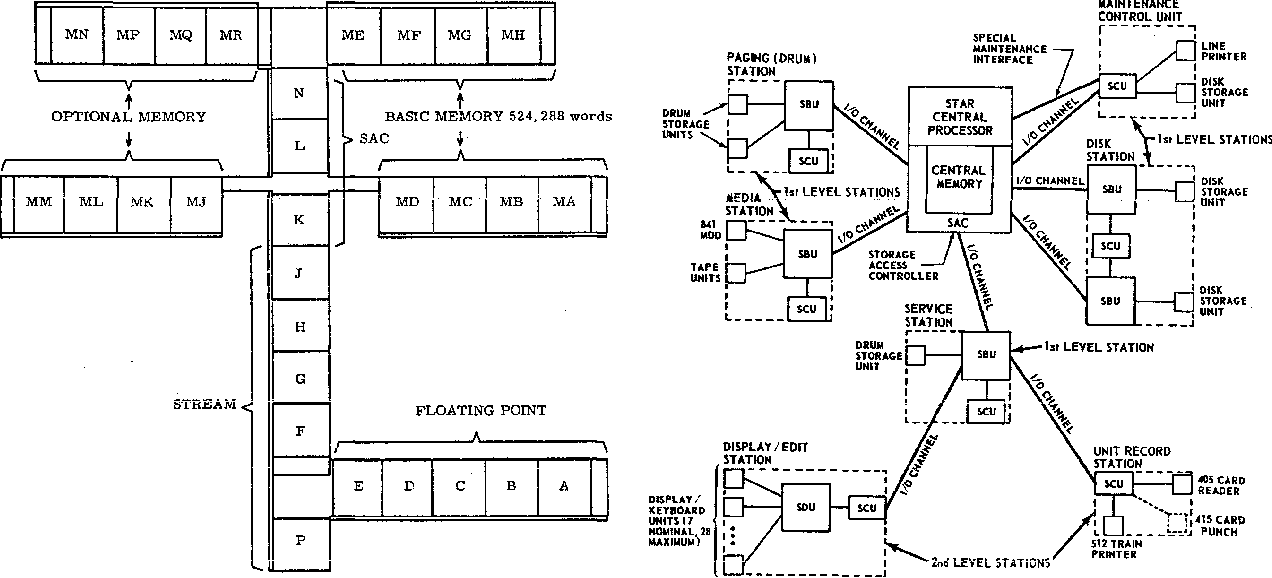 MN MP MQ MR ME MF MG MH
N
OPTIONAL MEMORY
BASIC MEMORY 524,288 words
SAC
L
MM ML MK MJ
MD MC MB MA
K
J
H
G
STREAM
F
FLOATING POINT
E D C B A
P
MAINTENANCE
CONTROL UNIT
SPECIAL
MAINTENANCE
INTERFACE
LINE
PRINTER
SCU
DISK
STORAGE
UNIT
PAGING (DRUM)
STATION
SBU
DRUM
STORAGE
UNITS
SCU
I/O CHANNEL
STAR
CENTRAL
PROCESSOR
CENTRAL
MEMORY
SAC
I/O CHANNEL
1st LEVEL STATIONS
1st LEVEL STATIONS
DISK
STATION
I/O CHANNEL
SBU
DISK
STORAGE
UNIT
SCU
I/O CHANNEL
SBU
DISK
STORAGE
UNIT
MEDIA
STATION
841
MDD
TAPE
UNITS
SBU
SCU
I/O CHANNEL
STORAGE
ACCESS
CONTROLLER
I/O CHANNEL
SERVICE
STATION
DRUM
STORAGE
UNIT
SBU
SCU
1st LEVEL STATION
I/O CHANNEL
I/O CHANNEL
DISPLAY / EDIT
STATION
DISPLAY /
KEYBOARD
UNITS (7
NOMINAL, 28
MAXIMUM)
SDU
SCU
UNIT RECORD
STATION
SCU
405 CARD
READER
415 CARD
PUNCH
512 TRAIN
PRINTER
2nd LEVEL STATIONS